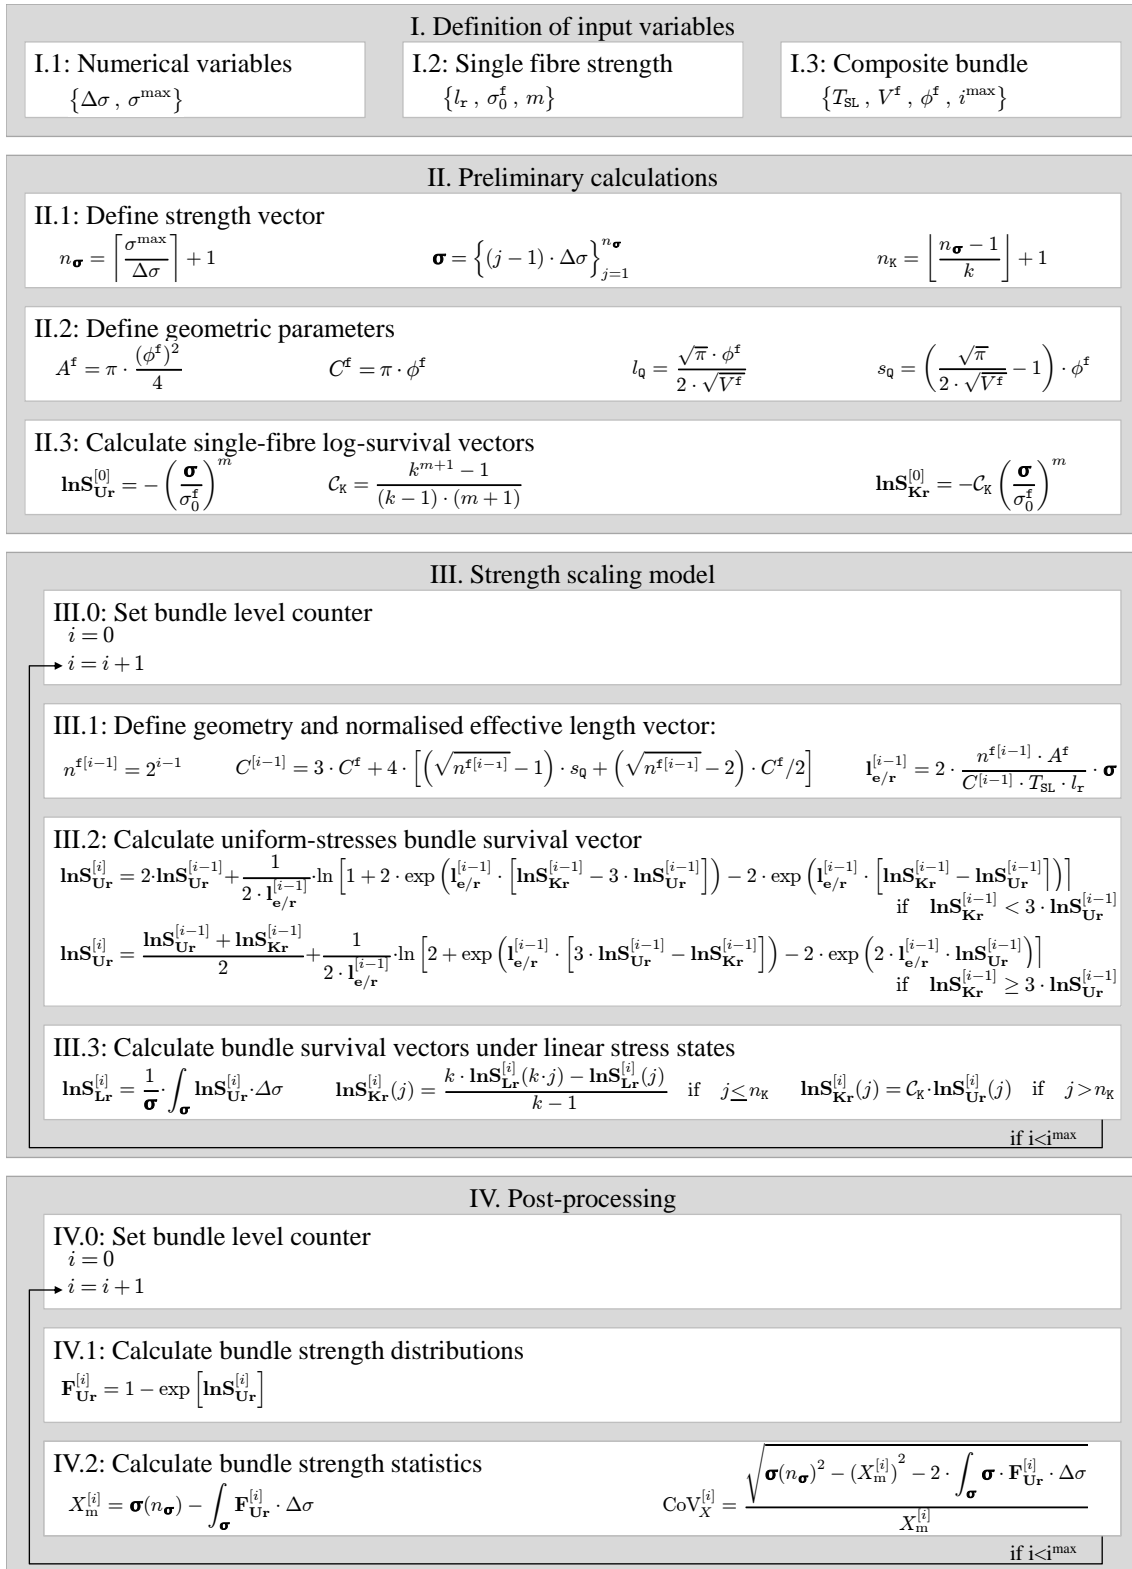 I. Definition of input variables
I.1: Numerical variables
{Δσ , σ^max}
I.2: Single fibre strength
{l_r , σ_0^f , m}
I.3: Composite bundle
{T_SL , V^f , ϕ^f , i^max}
II. Preliminary calculations
II.1: Define strength vector
n_σ = ⌈σ^max / Δσ⌉ + 1
σ = {(j − 1) · Δσ}_{j=1}^{n_σ}
n_K = ⌊(n_σ − 1) / k⌋ + 1
II.2: Define geometric parameters
A^f = π · (ϕ^f)^2 / 4
C^f = π · ϕ^f
l_Q = (√π · ϕ^f) / (2 · √V^f)
s_Q = (√π / (2 · √V^f) − 1) · ϕ^f
II.3: Calculate single-fibre log-survival vectors
lnS_Ur^[0] = −(σ / σ_0^f)^m
C_K = (k^{m+1} − 1) / ((k − 1) · (m + 1))
lnS_Kr^[0] = −C_K (σ / σ_0^f)^m
III. Strength scaling model
III.0: Set bundle level counter
i = 0
i = i + 1
III.1: Define geometry and normalised effective length vector:
n^{f[i−1]} = 2^{i−1}
C^[i−1] = 3 · C^f + 4 · [(√n^{f[i−1]} − 1) · s_Q + (√n^{f[i−1]} − 2) · C^f/2]
l_{e/r}^[i−1] = 2 · (n^{f[i−1]} · A^f) / (C^[i−1] · T_SL · l_r) · σ
III.2: Calculate uniform-stresses bundle survival vector
lnS_Ur^[i] = 2·lnS_Ur^[i−1] + 1 / (2 · l_{e/r}^[i−1]) ·ln [1 + 2 · exp (l_{e/r}^[i−1] · [lnS_Kr^[i−1] − 3 · lnS_Ur^[i−1]]) − 2 · exp (l_{e/r}^[i−1] · [lnS_Kr^[i−1] − lnS_Ur^[i−1]])]
if lnS_Kr^[i−1] < 3 · lnS_Ur^[i−1]
lnS_Ur^[i] = (lnS_Ur^[i−1] + lnS_Kr^[i−1]) / 2 + 1 / (2 · l_{e/r}^[i−1]) ·ln [2 + exp (l_{e/r}^[i−1] · [3 · lnS_Ur^[i−1] − lnS_Kr^[i−1]]) − 2 · exp (2 · l_{e/r}^[i−1] · lnS_Ur^[i−1])]
if lnS_Kr^[i−1] ≥ 3 · lnS_Ur^[i−1]
III.3: Calculate bundle survival vectors under linear stress states
lnS_Lr^[i] = 1/σ · ∫_σ lnS_Ur^[i] · Δσ
lnS_Kr^[i](j) = (k · lnS_Lr^[i](k·j) − lnS_Lr^[i](j)) / (k − 1) if j ≤ n_K
lnS_Kr^[i](j) = C_K · lnS_Ur^[i](j) if j > n_K
if i<i^max
IV. Post-processing
IV.0: Set bundle level counter
i = 0
i = i + 1
IV.1: Calculate bundle strength distributions
F_Ur^[i] = 1 − exp [lnS_Ur^[i]]
IV.2: Calculate bundle strength statistics
X_m^[i] = σ(n_σ) − ∫_σ F_Ur^[i] · Δσ
CoV_X^[i] = √(σ(n_σ)^2 − (X_m^[i])^2 − 2 · ∫_σ σ · F_Ur^[i] · Δσ) / X_m^[i]
if i<i^max